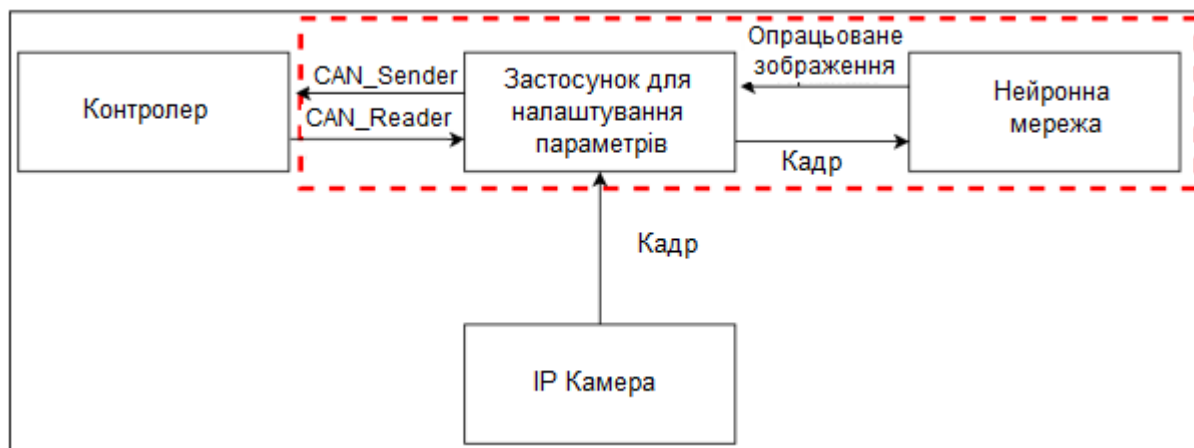 Контролер
CAN_Sender
CAN_Reader
Застосунок для
налаштування
параметрів
Опрацьоване
зображення
Кадр
Нейронна
мережа
Кадр
IP Камера